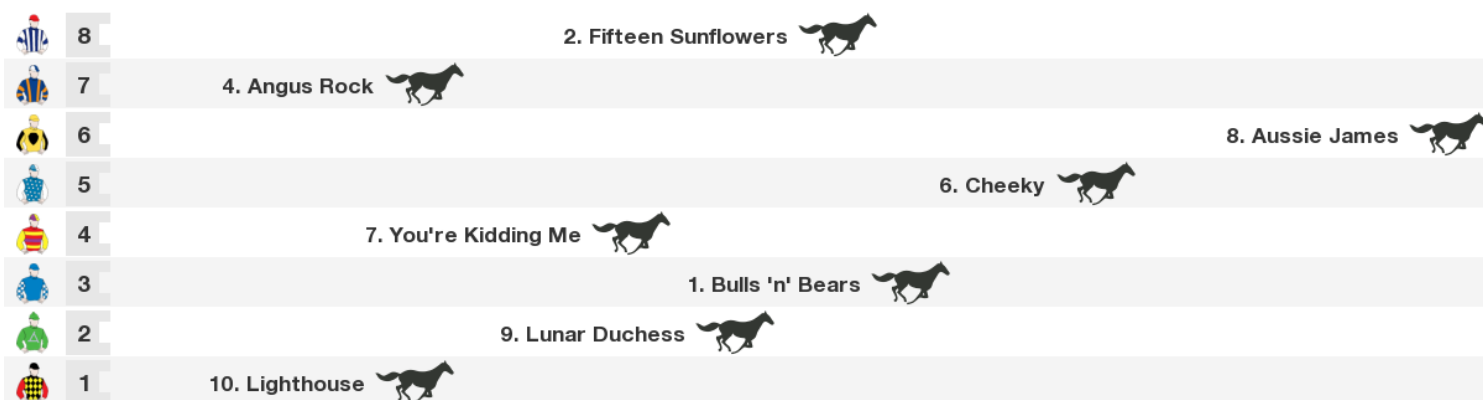 8 2. Fifteen Sunflowers
7 4. Angus Rock
6 8. Aussie James
5 6. Cheeky
4 7. You're Kidding Me
3 1. Bulls 'n' Bears
2 9. Lunar Duchess
1 10. Lighthouse